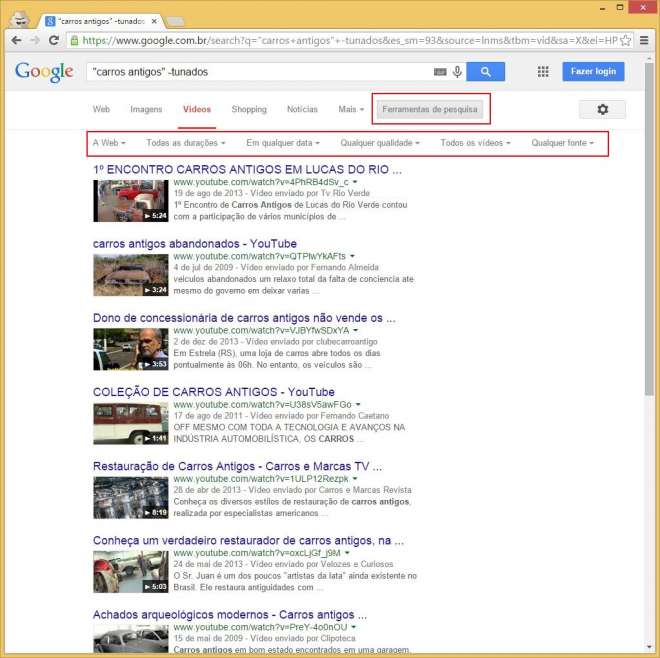 "carros antigos" -tunados
https://www.google.com.br/search?q="carros+antigos"+-tunados&es_sm=93&source=lnms&tbm=vid&sa=X&ei=HP
Google
"carros antigos" -tunados
Fazer login
Web Imagens Vídeos Shopping Notícias Mais Ferramentas de pesquisa
A Web Todas as durações Em qualquer data Qualquer qualidade Todos os vídeos Qualquer fonte
1º ENCONTRO CARROS ANTIGOS EM LUCAS DO RIO ...
www.youtube.com/watch?v=4PhRB4dSv_c
19 de ago de 2013 - Vídeo enviado por Tv Rio Verde
1º Encontro de Carros Antigos de Lucas do Rio Verde contou
com a participação de vários municípios de ...
5:24
carros antigos abandonados - YouTube
www.youtube.com/watch?v=QTPlwYkAFts
4 de jul de 2009 - Vídeo enviado por Fernando Almeida
veiculos abandonados um relaxo total da falta de conciencia ate
mesmo do governo em deixar varias ...
3:24
Dono de concessionária de carros antigos não vende os ...
www.youtube.com/watch?v=VJBYfwSDxYA
2 de dez de 2013 - Vídeo enviado por clubecarroantigo
Em Estrela (RS), uma loja de carros abre todos os dias
pontualmente às 06h. No entanto, os veículos são ...
3:53
COLEÇÃO DE CARROS ANTIGOS - YouTube
www.youtube.com/watch?v=U38sV5awFGo
17 de ago de 2011 - Vídeo enviado por Fernando Caetano
OFF MESMO COM TODA A TECNOLOGIA E AVANÇOS NA
INDÚSTRIA AUTOMOBILÍSTICA, OS CARROS ...
1:41
Restauração de Carros Antigos - Carros e Marcas TV ...
www.youtube.com/watch?v=1ULP12Rezpk
28 de abr de 2013 - Vídeo enviado por Carros e Marcas Revista
Conheça os diversos estilos de restauração de carros antigos,
realizada por especialistas americanos ...
8:19
Conheça um verdadeiro restaurador de carros antigos, na ...
www.youtube.com/watch?v=oxcLjGf_j9M
24 de mai de 2013 - Vídeo enviado por Velozes e Curiosos
O Sr. Juan é um dos poucos "artistas da lata" ainda existente no
Brasil. Ele restaura antiguidades com ...
5:03
Achados arqueológicos modernos - Carros antigos ...
www.youtube.com/watch?v=PreY-4o0nOU
15 de mai de 2009 - Vídeo enviado por Clipoteca
Carros antigos em bom estado encontrados em uma garagem.